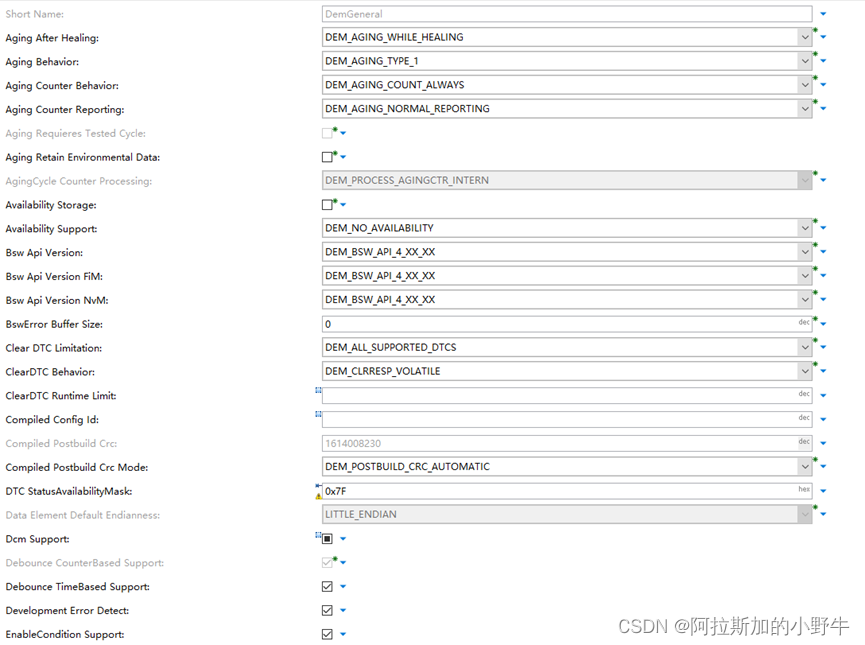 Short Name: DemGeneral
Aging After Healing: DEM_AGING_WHILE_HEALING
Aging Behavior: DEM_AGING_TYPE_1
Aging Counter Behavior: DEM_AGING_COUNT_ALWAYS
Aging Counter Reporting: DEM_AGING_NORMAL_REPORTING
Aging Requieres Tested Cycle:
Aging Retain Environmental Data:
AgingCycle Counter Processing: DEM_PROCESS_AGINGCTR_INTERN
Availability Storage:
Availability Support: DEM_NO_AVAILABILITY
Bsw Api Version: DEM_BSW_API_4_XX_XX
Bsw Api Version FiM: DEM_BSW_API_4_XX_XX
Bsw Api Version NvM: DEM_BSW_API_4_XX_XX
BswError Buffer Size: 0 dec
Clear DTC Limitation: DEM_ALL_SUPPORTED_DTCS
ClearDTC Behavior: DEM_CLRRESP_VOLATILE
ClearDTC Runtime Limit: dec
Compiled Config Id: dec
Compiled Postbuild Crc: 1614008230 dec
Compiled Postbuild Crc Mode: DEM_POSTBUILD_CRC_AUTOMATIC
DTC StatusAvailabilityMask: 0x7F hex
Data Element Default Endianness: LITTLE_ENDIAN
Dcm Support:
Debounce CounterBased Support:
Debounce TimeBased Support:
Development Error Detect:
EnableCondition Support:
CSDN @阿拉斯加的小野牛